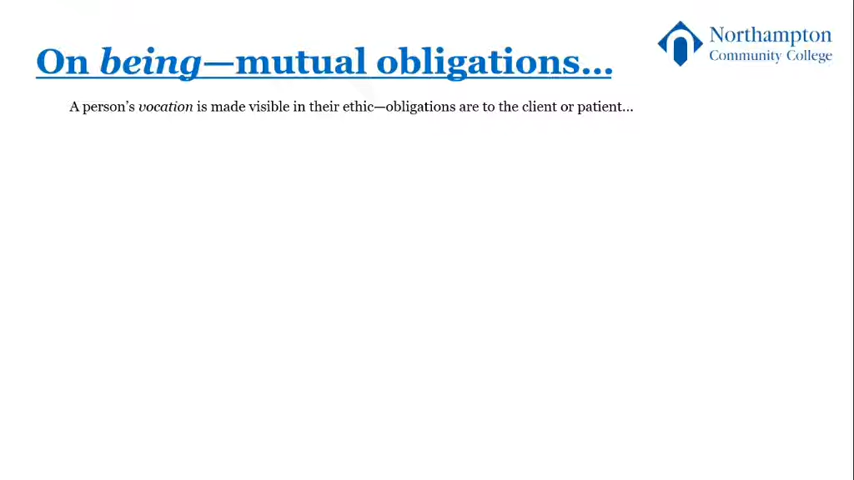 On being—mutual obligations...
Northampton
Community College
A person's vocation is made visible in their ethic—obligations are to the client or patient...